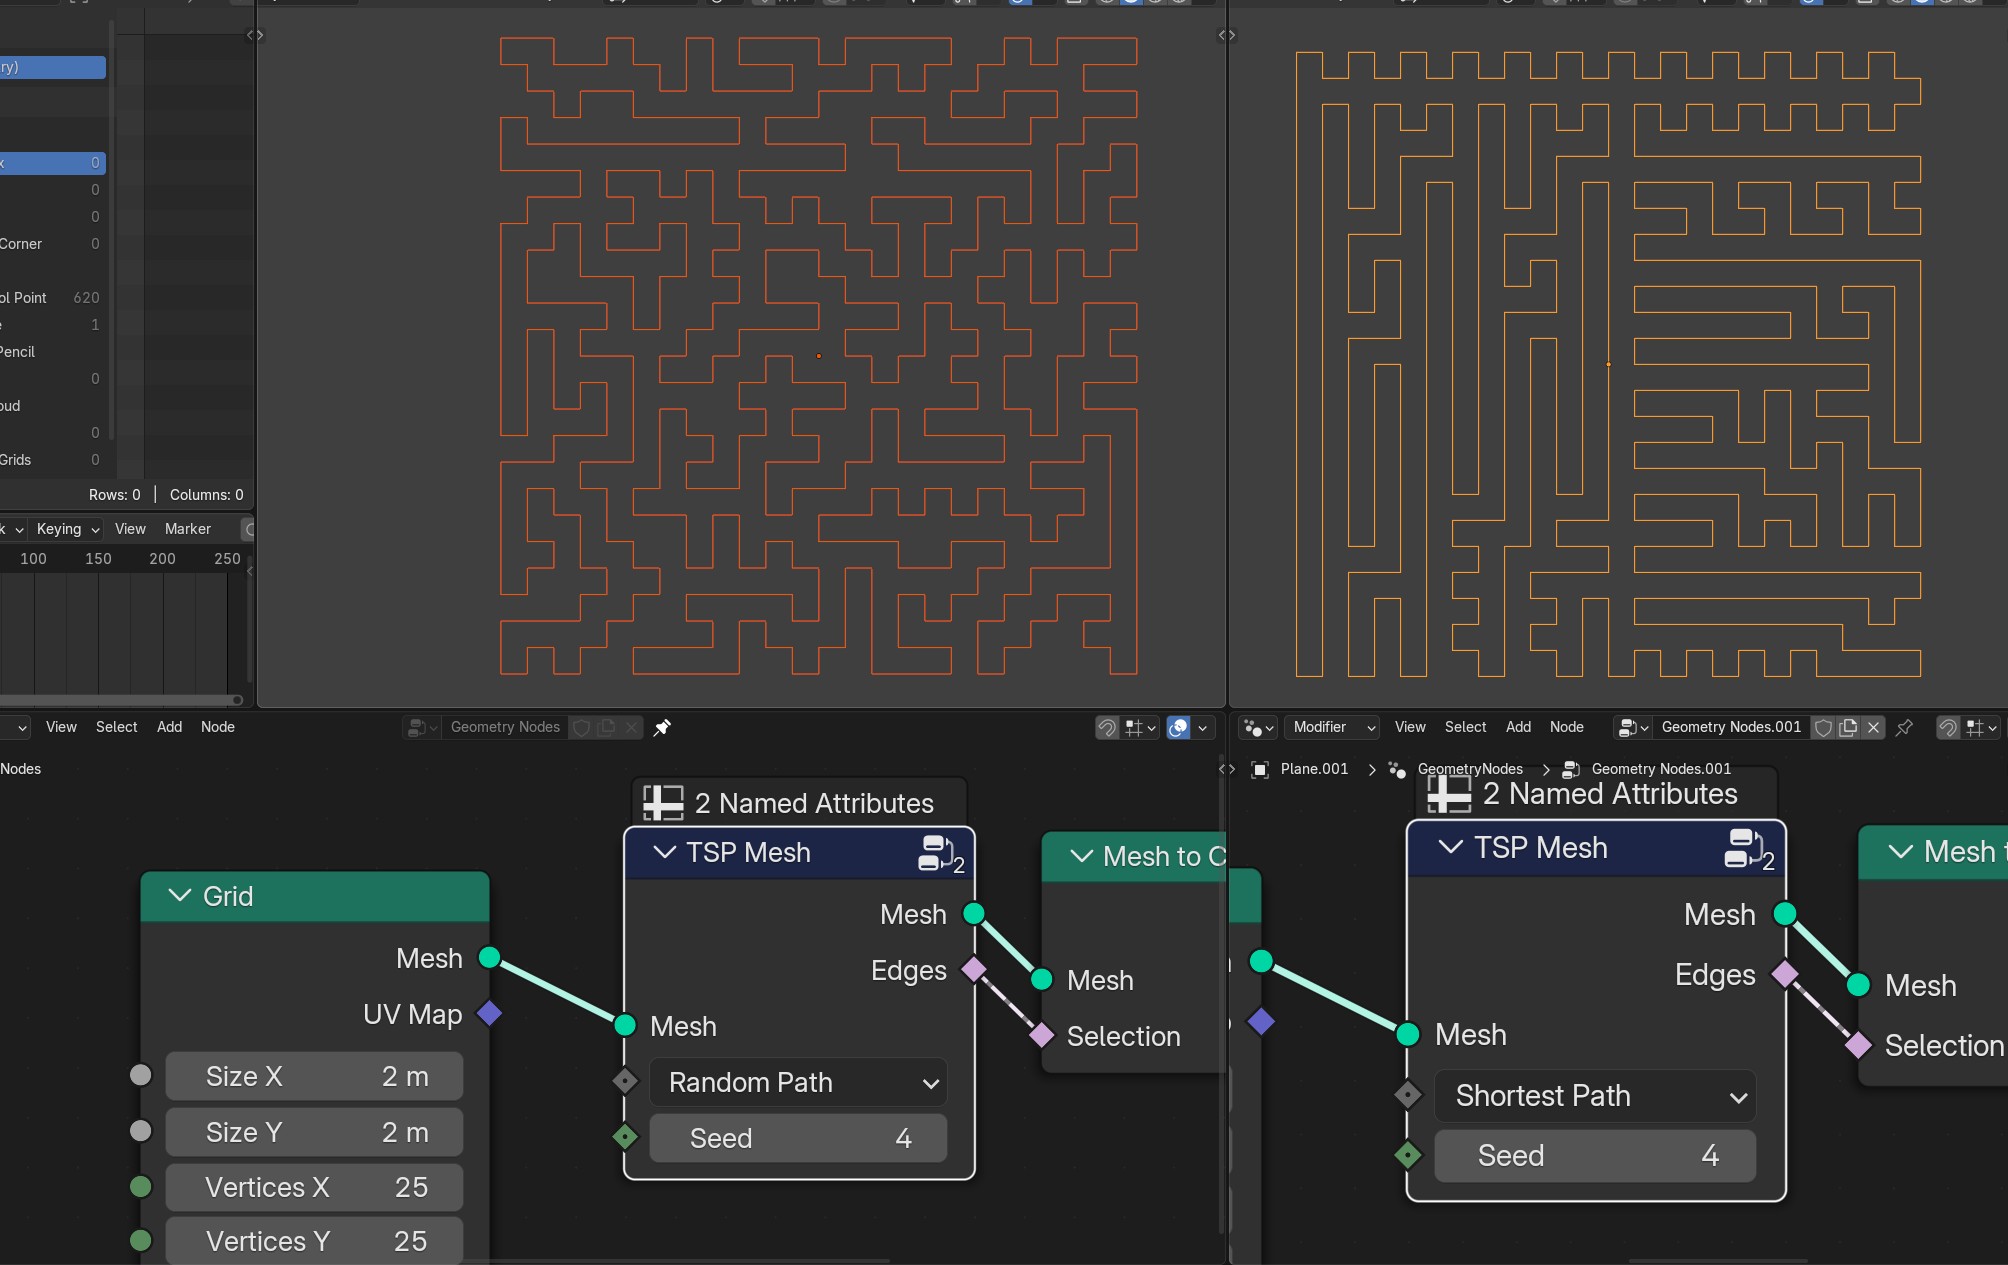 ry)
x 0
0
0
Corner 0
ol Point 620
e 1
Pencil
0
oud
0
Grids 0
Rows: 0 | Columns: 0
k Keying View Marker
100 150 200 250
View Select Add Node Geometry Nodes
Modifier View Select Add Node Geometry Nodes.001
Nodes
Plane.001 > GeometryNodes > Geometry Nodes.001
2 Named Attributes
TSP Mesh
2
Mesh
Edges
Mesh
Random Path
Seed 4
Grid
Mesh
UV Map
Size X 2 m
Size Y 2 m
Vertices X 25
Vertices Y 25
Mesh to C
Mesh
Selection
2 Named Attributes
TSP Mesh
2
Mesh
Edges
Mesh
Shortest Path
Seed 4
Mesh t
Mesh
Selection